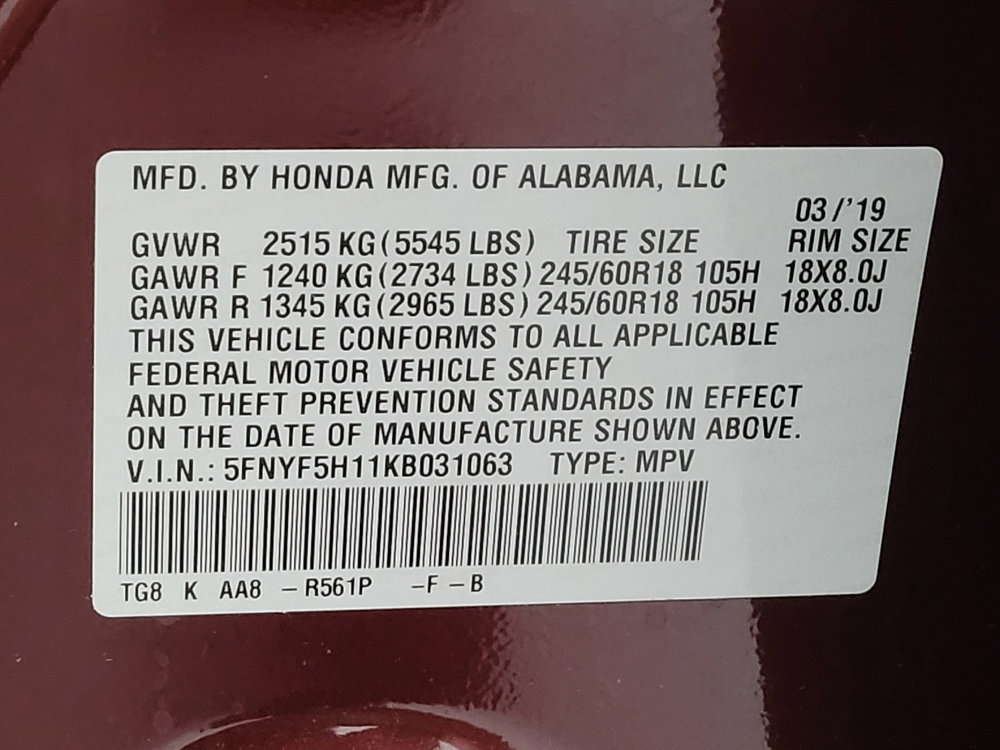 MFD. BY HONDA MFG. OF ALABAMA, LLC
03/'19
GVWR 2515 KG (5545 LBS) TIRE SIZE RIM SIZE
GAWR F 1240 KG (2734 LBS) 245/60R18 105H 18X8.0J
GAWR R 1345 KG (2965 LBS) 245/60R18 105H 18X8.0J
THIS VEHICLE CONFORMS TO ALL APPLICABLE
FEDERAL MOTOR VEHICLE SAFETY
AND THEFT PREVENTION STANDARDS IN EFFECT
ON THE DATE OF MANUFACTURE SHOWN ABOVE.
V.I.N.: 5FNYF5H11KB031063 TYPE: MPV
TG8 K AA8 – R561P –F –B